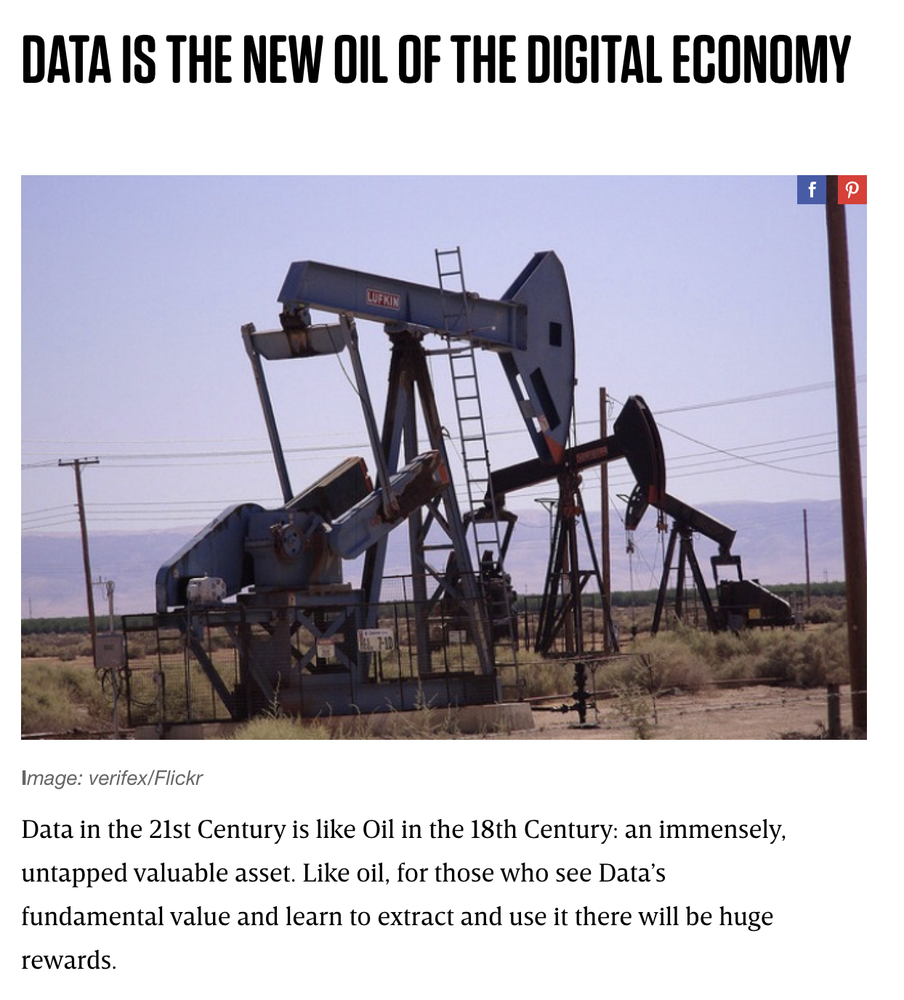 DATA IS THE NEW OIL OF THE DIGITAL ECONOMY
f
LUFKIN
7-1D
Image: verifex/Flickr
Data in the 21st Century is like Oil in the 18th Century: an immensely,
untapped valuable asset. Like oil, for those who see Data’s
fundamental value and learn to extract and use it there will be huge
rewards.